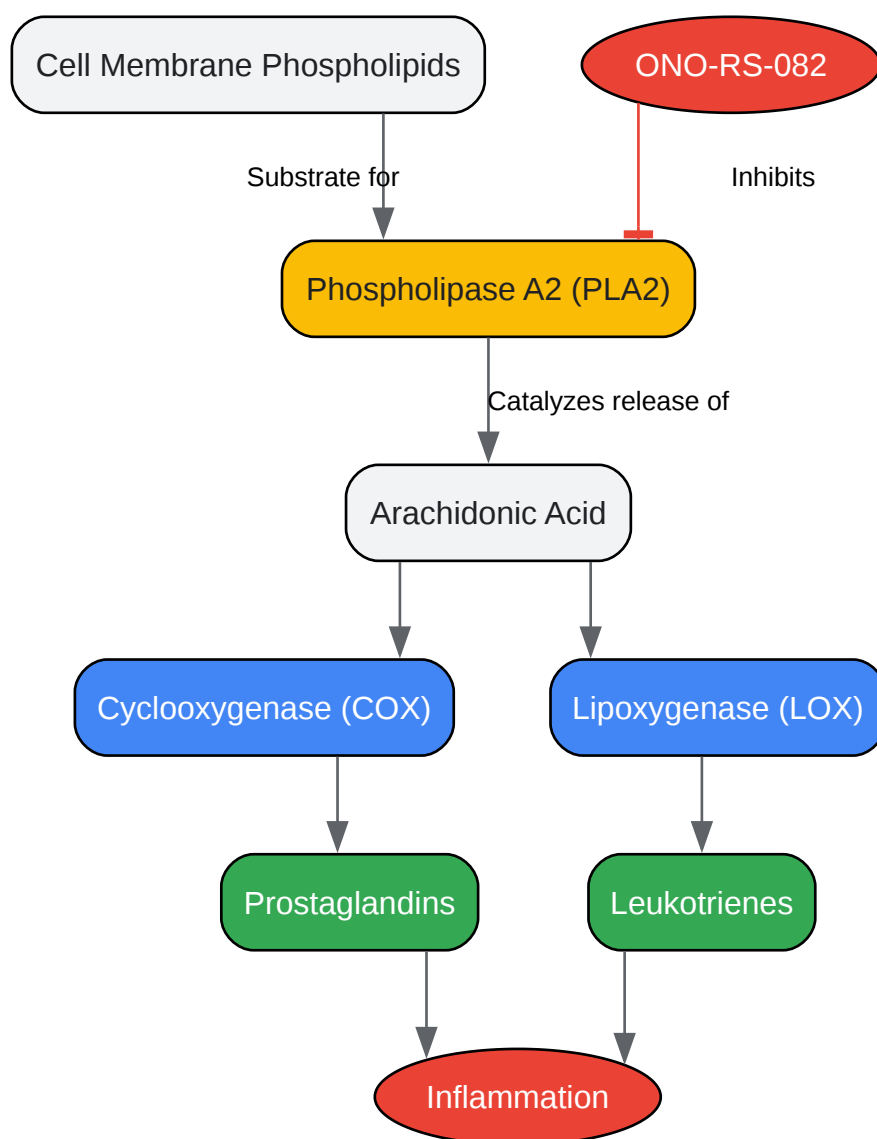 Cell Membrane Phospholipids
ONO-RS-082
Substrate for
Inhibits
Phospholipase A2 (PLA2)
Catalyzes release of
Arachidonic Acid
Cyclooxygenase (COX)
Lipoxygenase (LOX)
Prostaglandins
Leukotrienes
Inflammation